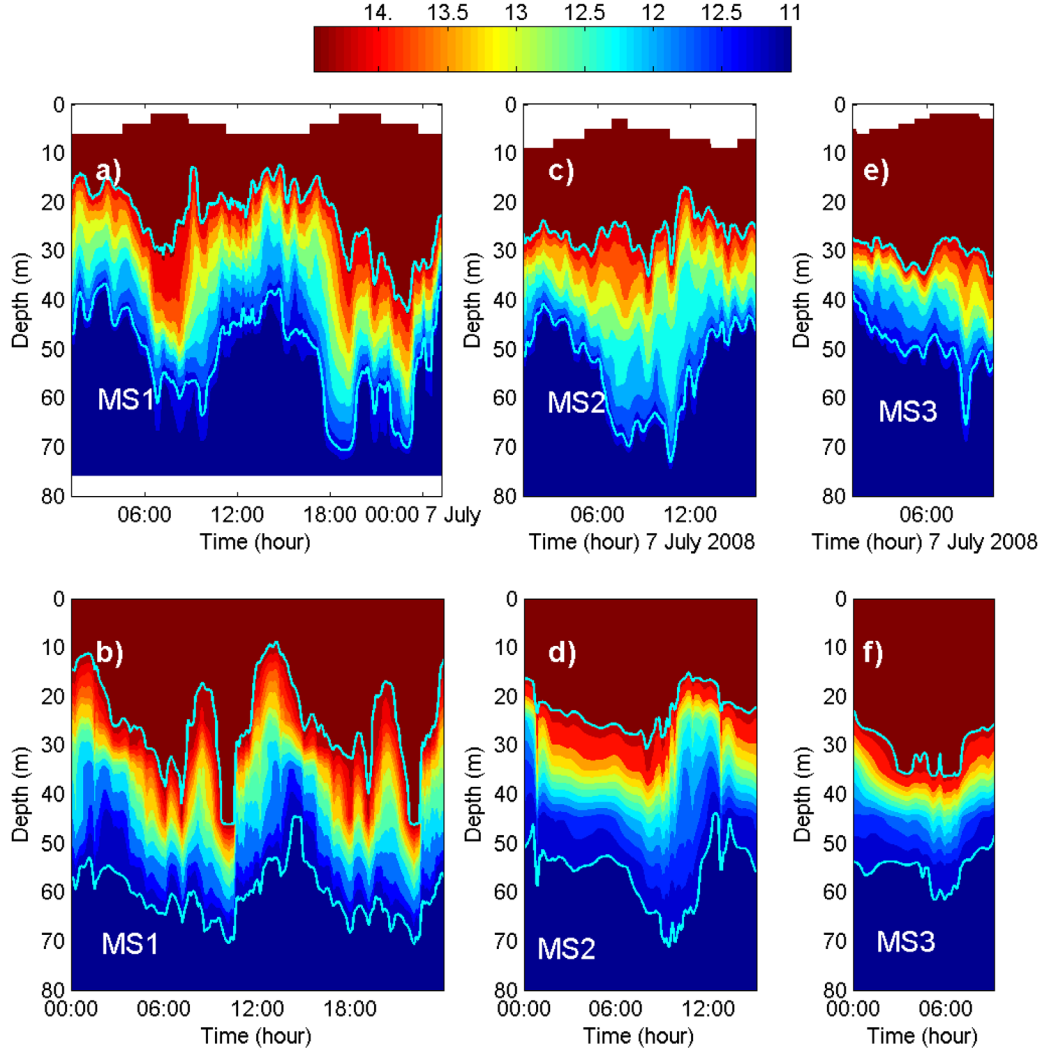 14. 13.5 13 12.5 12 12.5 11
0 10 20 30 40 50 60 70 80
Depth (m)
a)
MS1
06:00 12:00 18:00 00:00 7 July
Time (hour)
0 10 20 30 40 50 60 70 80
Depth (m)
c)
MS2
06:00 12:00
Time (hour) 7 July 2008
0 10 20 30 40 50 60 70 80
Depth (m)
e)
MS3
06:00
Time (hour) 7 July 2008
0 10 20 30 40 50 60 70 80
Depth (m)
b)
MS1
00:00 06:00 12:00 18:00
Time (hour)
0 10 20 30 40 50 60 70 80
Depth (m)
d)
MS2
00:00 06:00 12:00
Time (hour)
0 10 20 30 40 50 60 70 80
Depth (m)
f)
MS3
00:00 06:00
Time (hour)